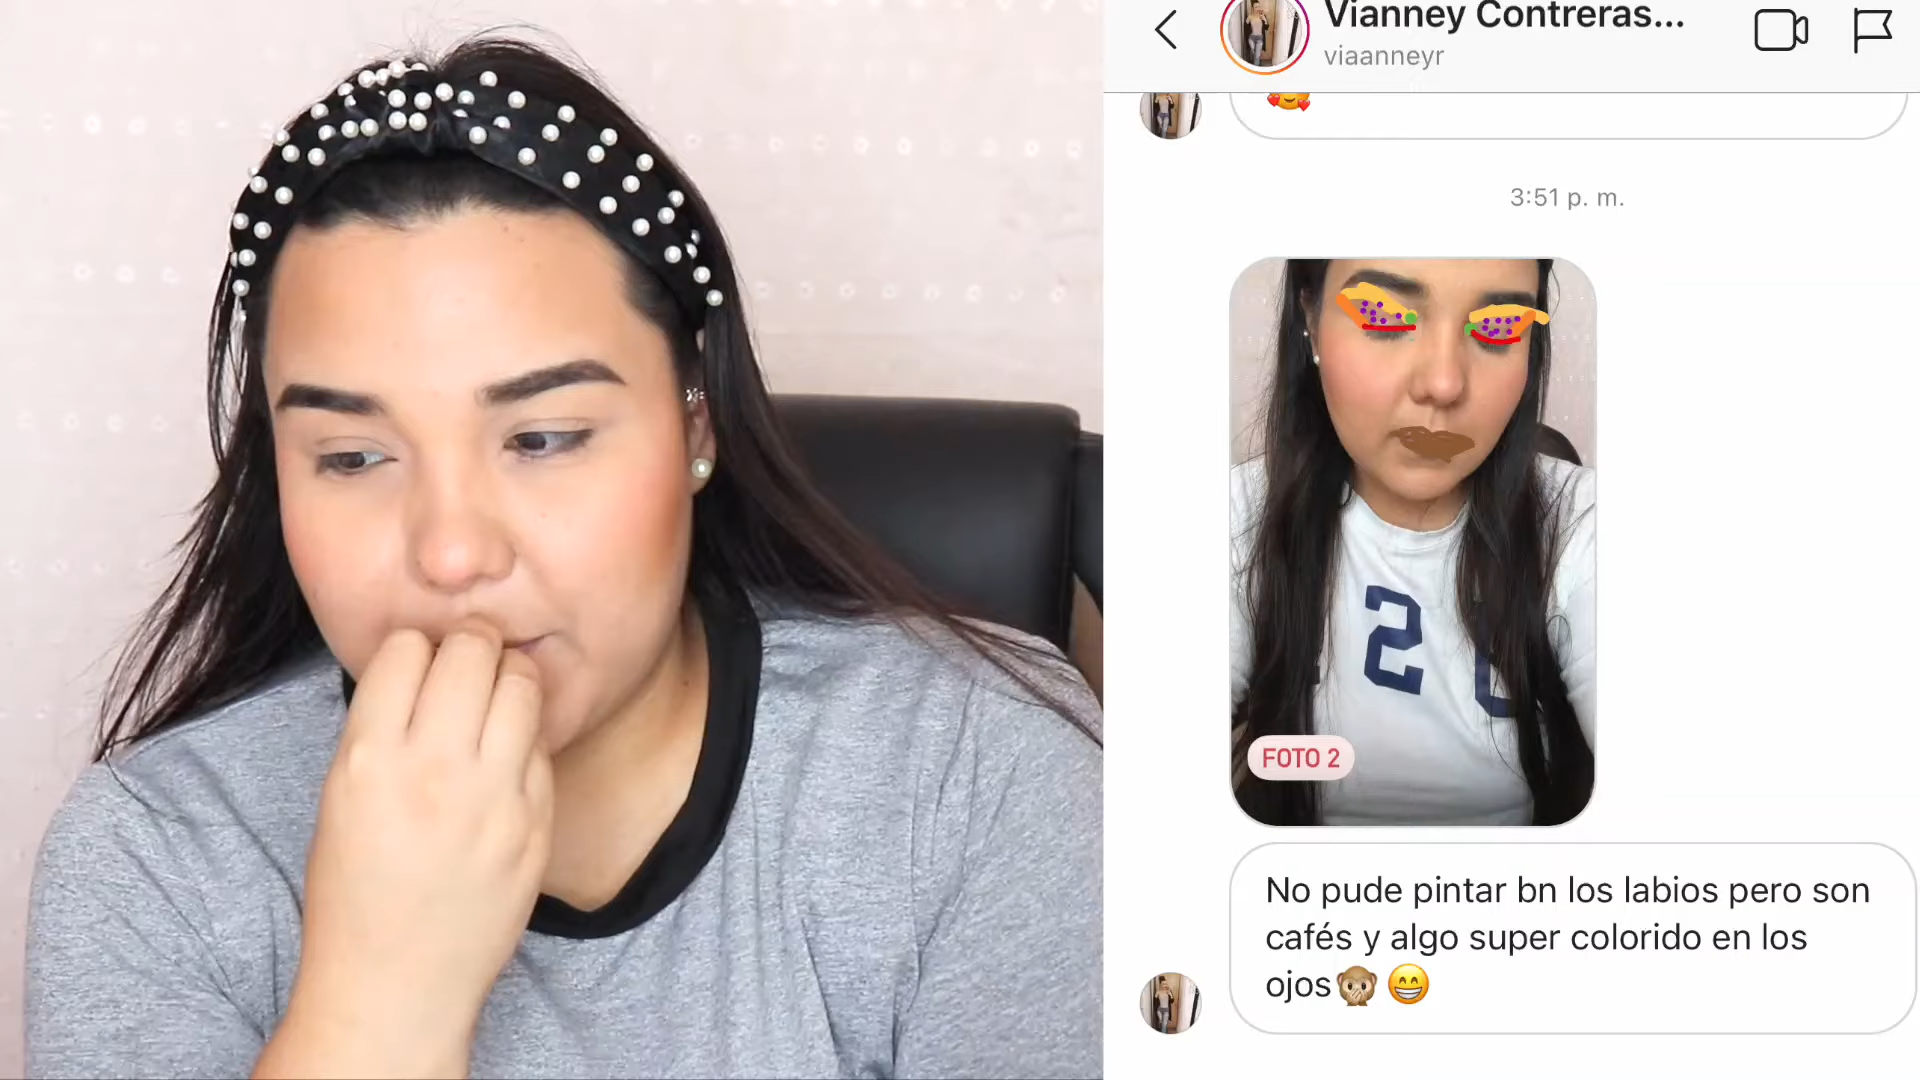 Vianney Contreras...
viaanneyr
3:51 p. m.
2
FOTO 2
No pude pintar bn los labios pero son
cafés y algo super colorido en los
ojos🙊😁